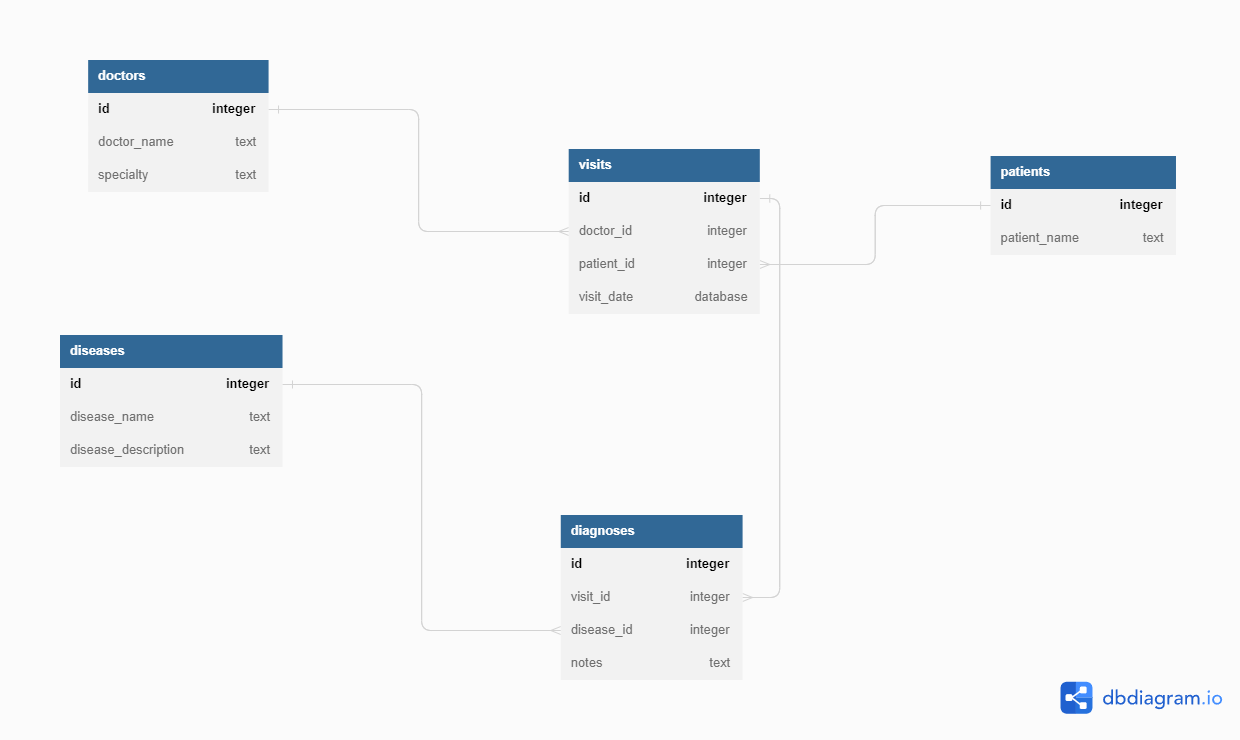 doctors
id integer
doctor_name text
specialty text
visits
id integer
doctor_id integer
patient_id integer
visit_date database
patients
id integer
patient_name text
diseases
id integer
disease_name text
disease_description text
diagnoses
id integer
visit_id integer
disease_id integer
notes text
dbdiagram.io